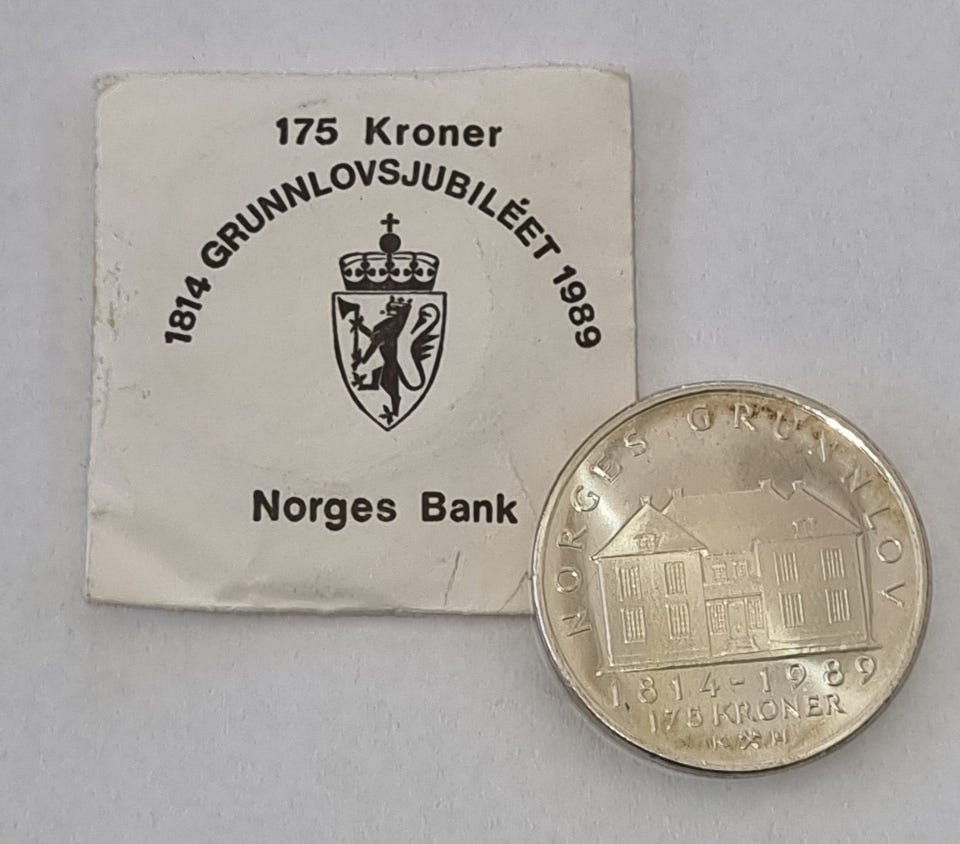 175 Kroner
1814 GRUNNLOVSJUBILÉET 1989
Norges Bank
NORGES GRUNNLOV
1814-1989
175 KRONER
K⚒H